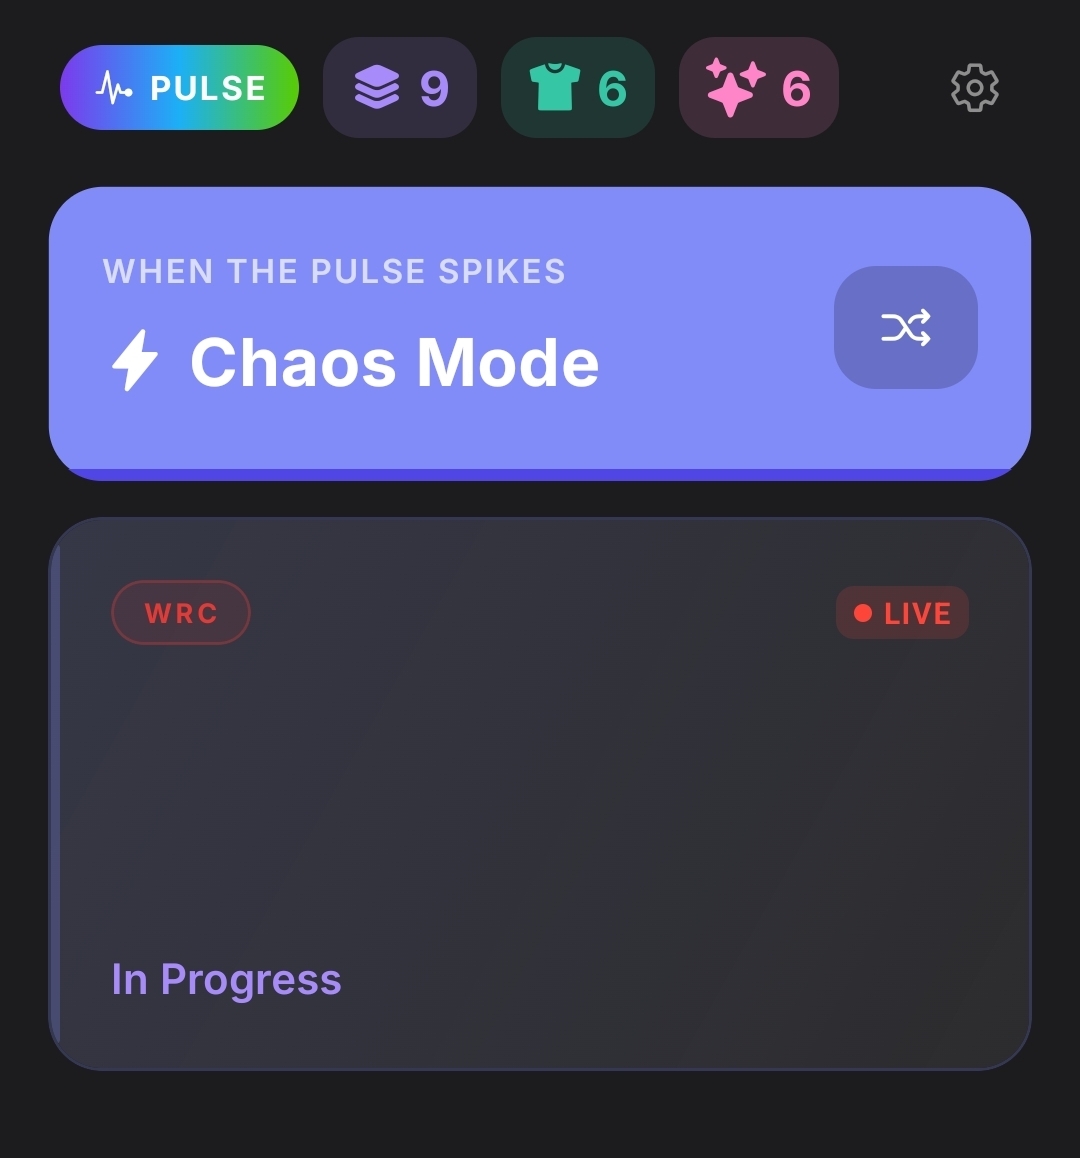 PULSE 9 6 6
WHEN THE PULSE SPIKES
Chaos Mode
WRC LIVE
In Progress